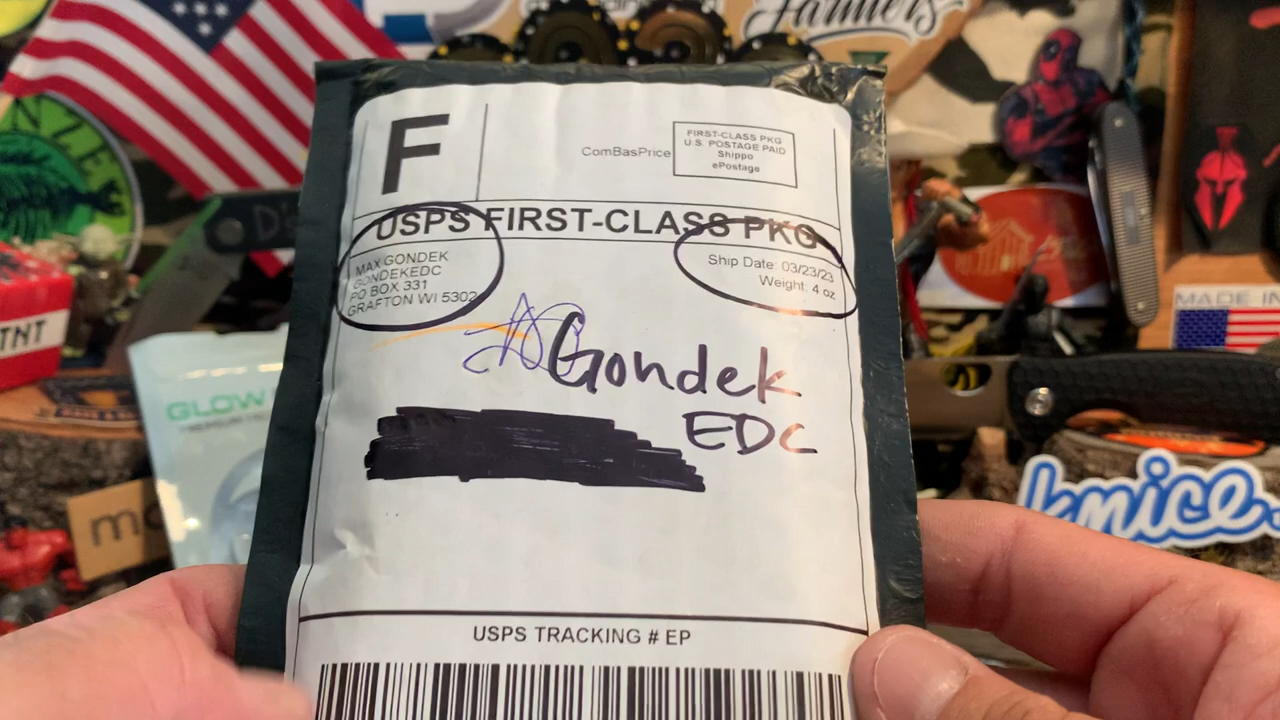 Farmers
F
ComBasPrice
FIRST-CLASS PKG
U.S. POSTAGE PAID
Shippo
ePostage
USPS FIRST-CLASS PKG
MAX GONDEK
GONDEKEDC
PO BOX 331
GRAFTON WI 5302
Ship Date: 03/23/23
Weight: 4 oz
Gondek
EDC
USPS TRACKING # EP
TNT
GLOW
MADE IN
knice.